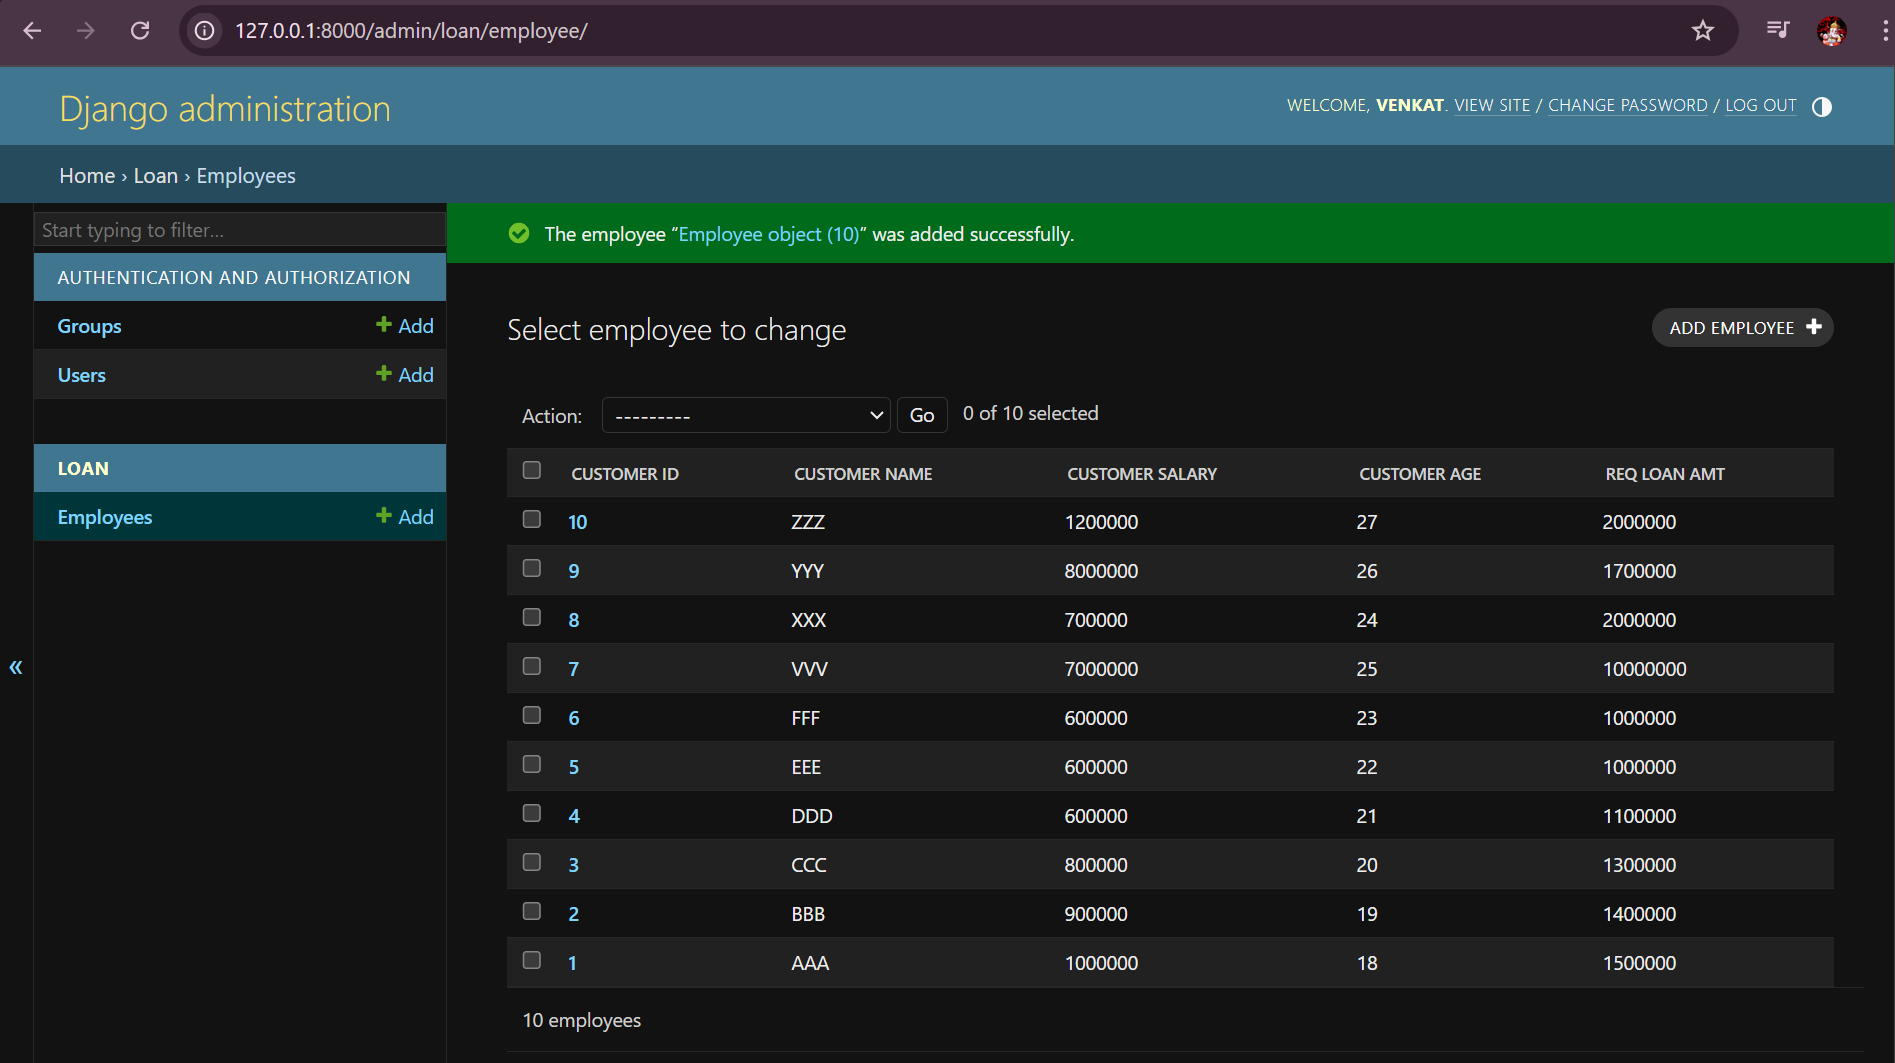 127.0.0.1:8000/admin/loan/employee/
Django administration
WELCOME, VENKAT. VIEW SITE / CHANGE PASSWORD / LOG OUT
Home › Loan › Employees
Start typing to filter...
AUTHENTICATION AND AUTHORIZATION
Groups + Add
Users + Add
LOAN
Employees + Add
«
The employee “Employee object (10)” was added successfully.
Select employee to change
ADD EMPLOYEE +
Action: --------- Go 0 of 10 selected
CUSTOMER ID CUSTOMER NAME CUSTOMER SALARY CUSTOMER AGE REQ LOAN AMT
10 ZZZ 1200000 27 2000000
9 YYY 8000000 26 1700000
8 XXX 700000 24 2000000
7 VVV 7000000 25 10000000
6 FFF 600000 23 1000000
5 EEE 600000 22 1000000
4 DDD 600000 21 1100000
3 CCC 800000 20 1300000
2 BBB 900000 19 1400000
1 AAA 1000000 18 1500000
10 employees